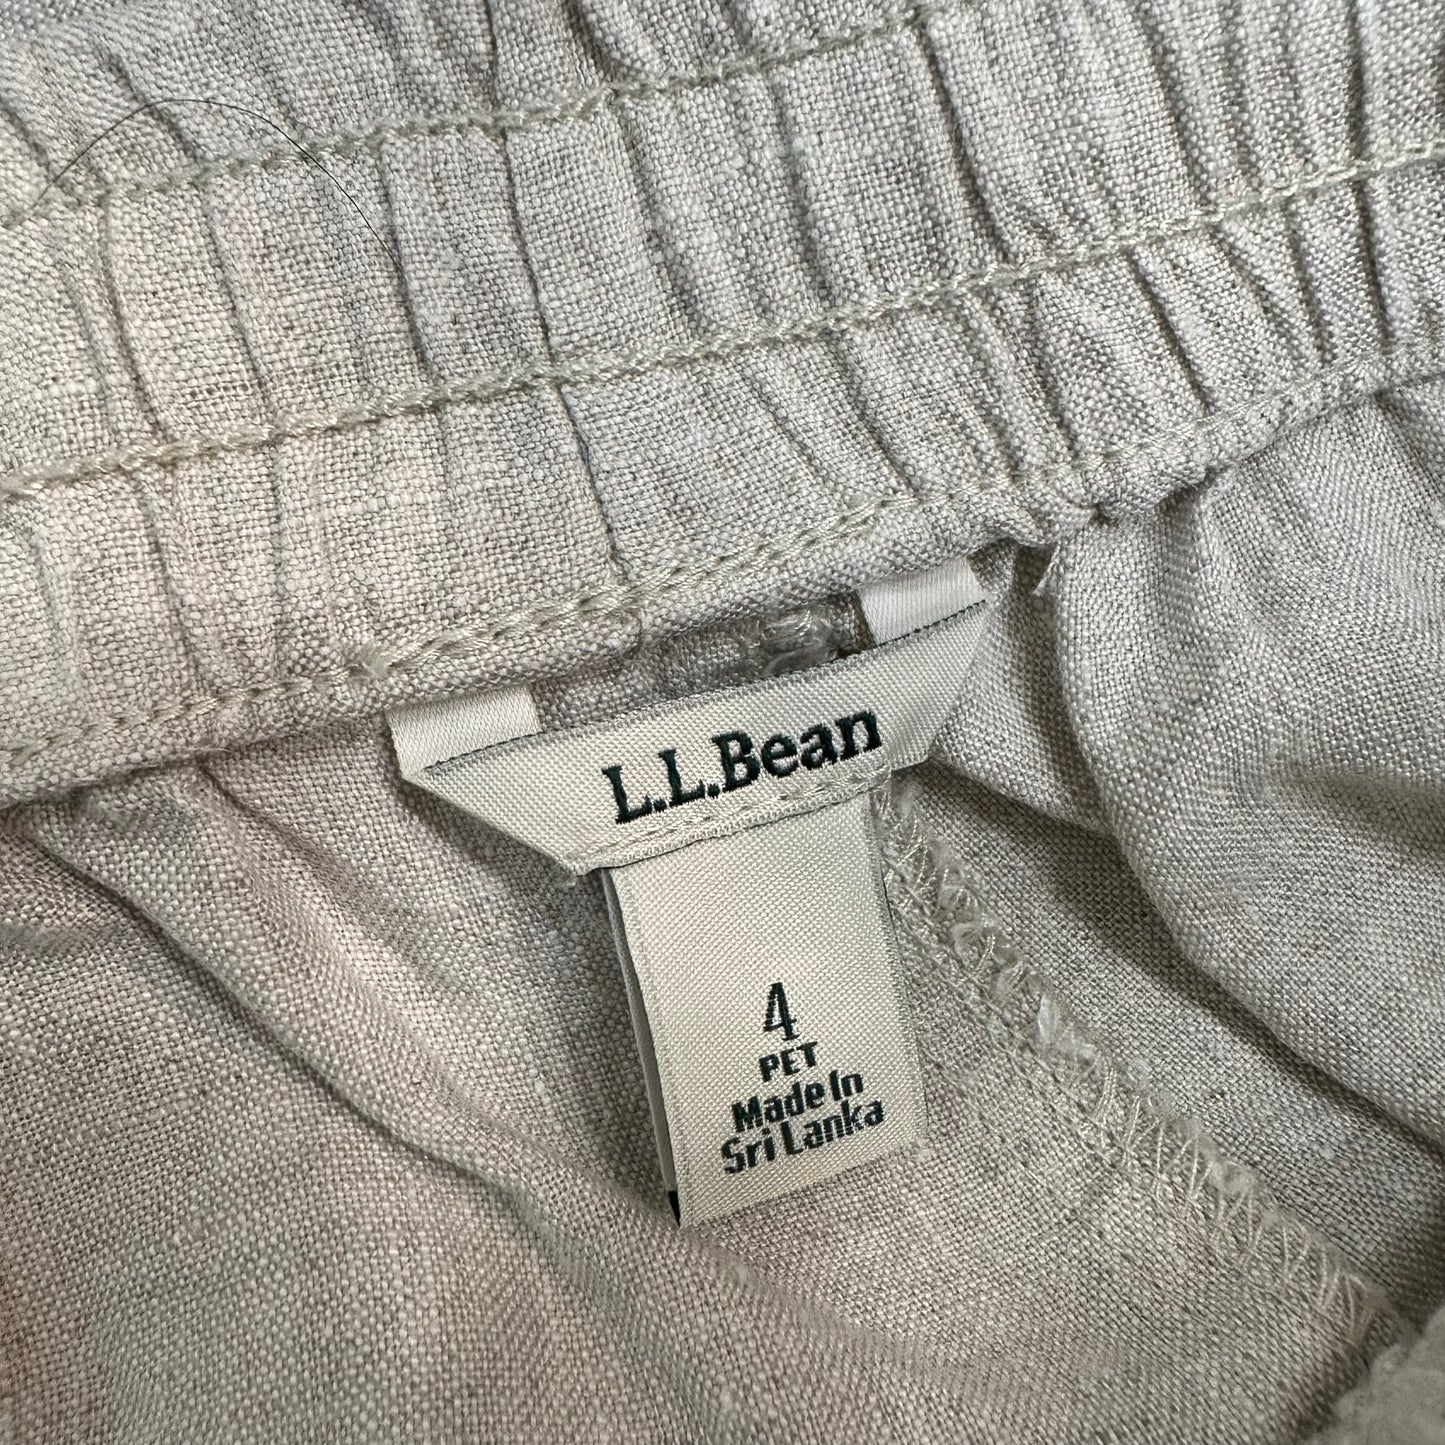 L.L.Bean
4
PET
Made In
Sri Lanka